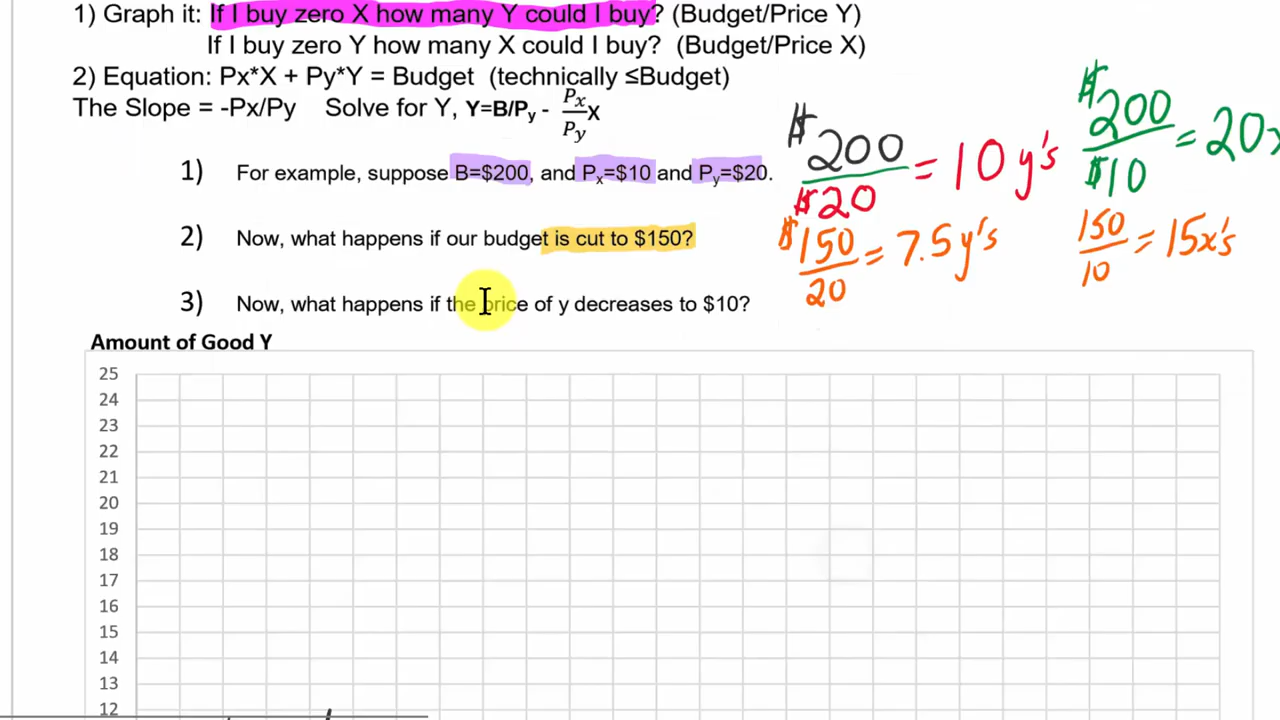 1) Graph it: If I buy zero X how many Y could I buy? (Budget/Price Y)
If I buy zero Y how many X could I buy? (Budget/Price X)
2) Equation: Px*X + Py*Y = Budget (technically ≤Budget)
The Slope = -Px/Py Solve for Y, Y=B/Py - Px/Py X
1) For example, suppose B=$200, and Px=$10 and Py=$20.
$200/$20 = 10 y's
$200/$10 = 20x
2) Now, what happens if our budget is cut to $150?
$150/20 = 7.5 y's
150/10 = 15x's
3) Now, what happens if the price of y decreases to $10?
Amount of Good Y
25
24
23
22
21
20
19
18
17
16
15
14
13
12